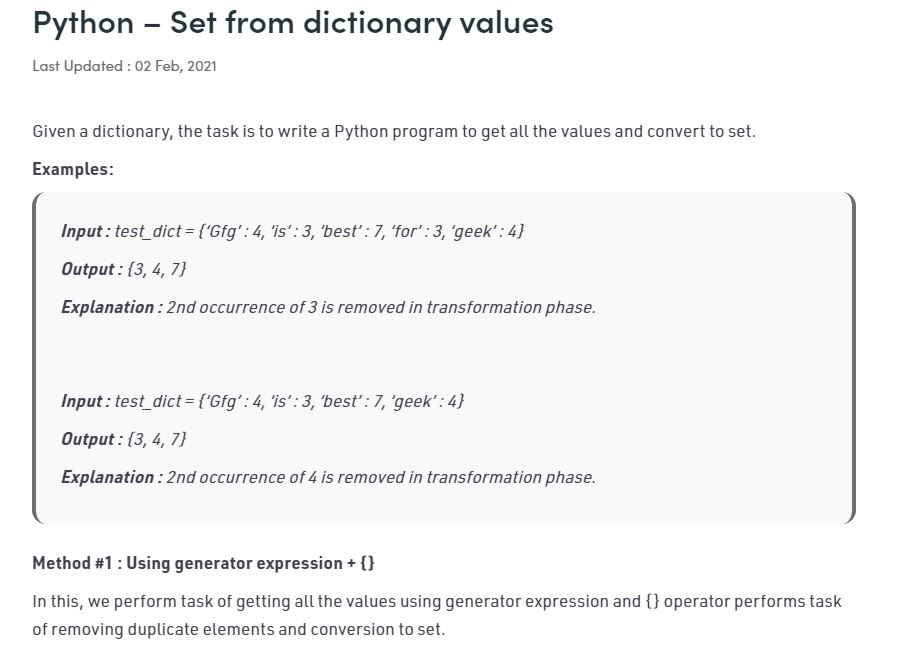 Python – Set from dictionary values
Last Updated : 02 Feb, 2021
Given a dictionary, the task is to write a Python program to get all the values and convert to set.
Examples:
Input : test_dict = {‘Gfg’ : 4, ‘is’ : 3, ‘best’ : 7, ‘for’ : 3, ‘geek’ : 4}
Output : {3, 4, 7}
Explanation : 2nd occurrence of 3 is removed in transformation phase.
Input : test_dict = {‘Gfg’ : 4, ‘is’ : 3, ‘best’ : 7, ‘geek’ : 4}
Output : {3, 4, 7}
Explanation : 2nd occurrence of 4 is removed in transformation phase.
Method #1 : Using generator expression + {}
In this, we perform task of getting all the values using generator expression and {} operator performs task
of removing duplicate elements and conversion to set.